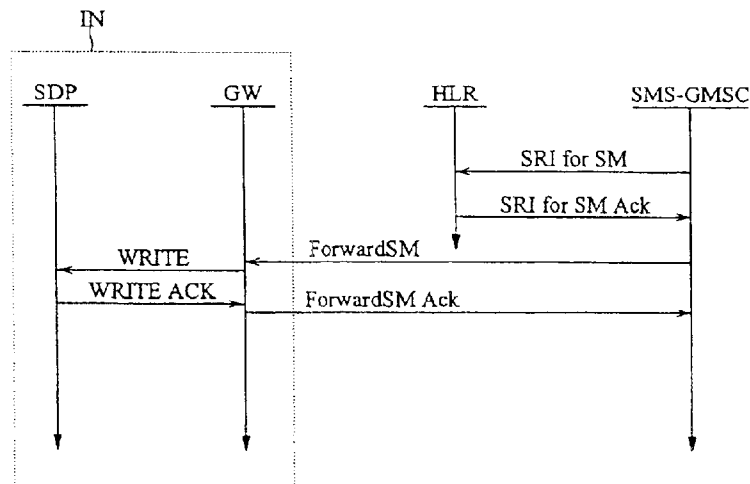 IN
SDP
GW
HLR
SMS-GMSC
SRI for SM
SRI for SM Ack
ForwardSM
WRITE
WRITE ACK
ForwardSM Ack